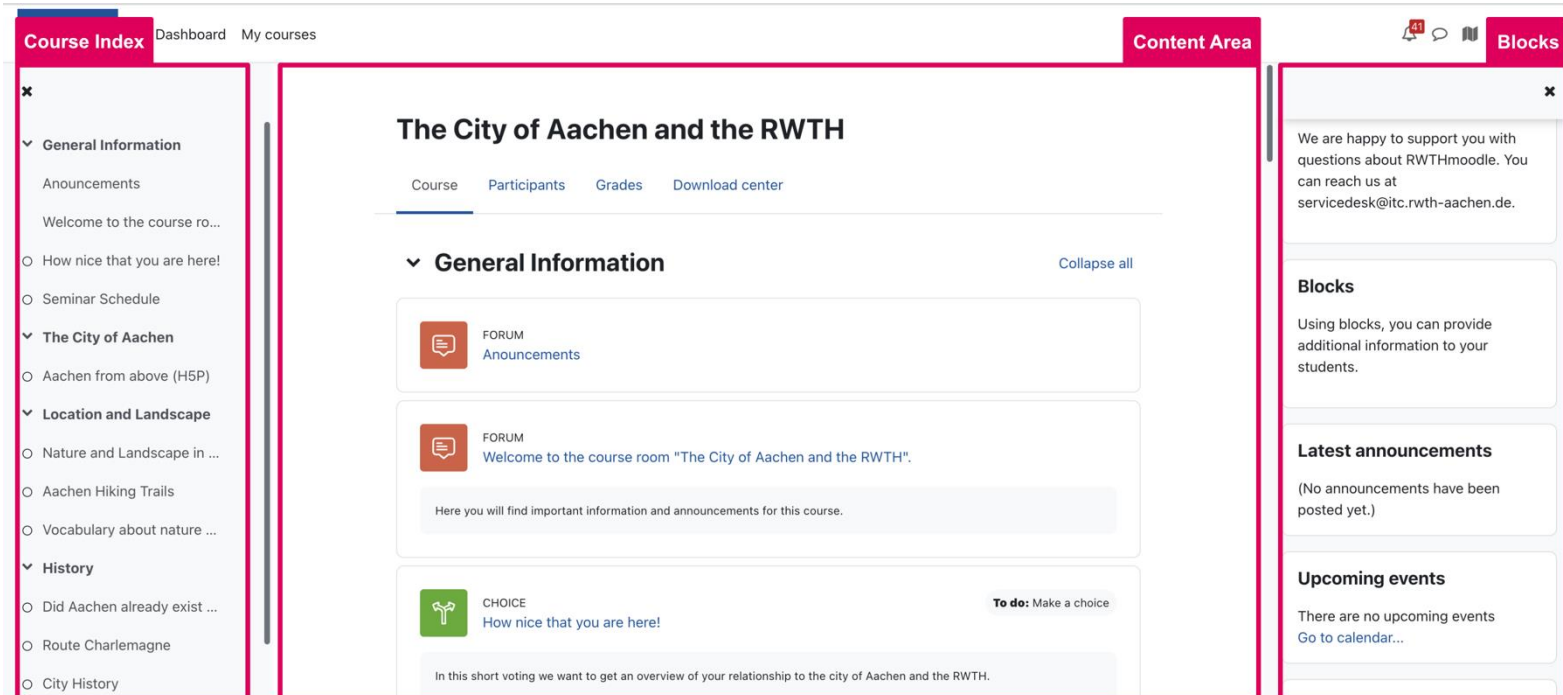 Course Index
Dashboard My courses
Content Area
41
Blocks
General Information
Anouncements
Welcome to the course ro...
How nice that you are here!
Seminar Schedule
The City of Aachen
Aachen from above (H5P)
Location and Landscape
Nature and Landscape in ...
Aachen Hiking Trails
Vocabulary about nature ...
History
Did Aachen already exist ...
Route Charlemagne
City History
The City of Aachen and the RWTH
Course Participants Grades Download center
General Information
Collapse all
FORUM
Anouncements
FORUM
Welcome to the course room "The City of Aachen and the RWTH".
Here you will find important information and announcements for this course.
CHOICE
How nice that you are here!
To do: Make a choice
In this short voting we want to get an overview of your relationship to the city of Aachen and the RWTH.
We are happy to support you with
questions about RWTHmoodle. You
can reach us at
servicedesk@itc.rwth-aachen.de.
Blocks
Using blocks, you can provide
additional information to your
students.
Latest announcements
(No announcements have been
posted yet.)
Upcoming events
There are no upcoming events
Go to calendar...